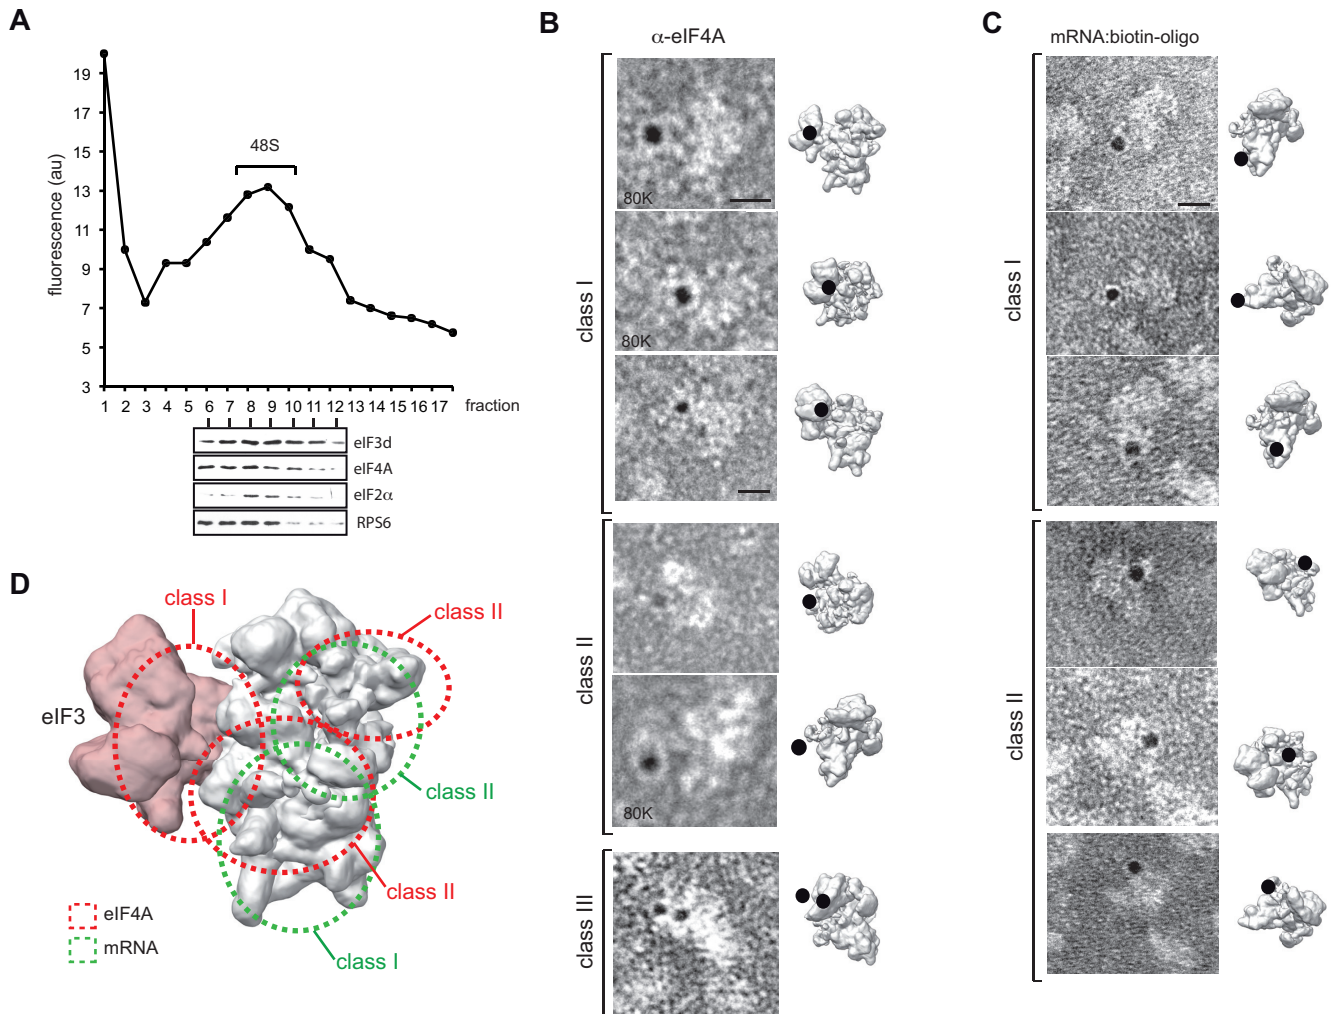 A
fluorescence (au)
19
17
15
13
11
9
7
5
3
48S
1 2 3 4 5 6 7 8 9 10 11 12 13 14 15 16 17 fraction
eIF3d
eIF4A
eIF2α
RPS6
B
α-eIF4A
class I
80K
80K
class II
80K
class III
C
mRNA:biotin-oligo
class I
class II
D
class I
class II
eIF3
class II
class II
class I
eIF4A
mRNA